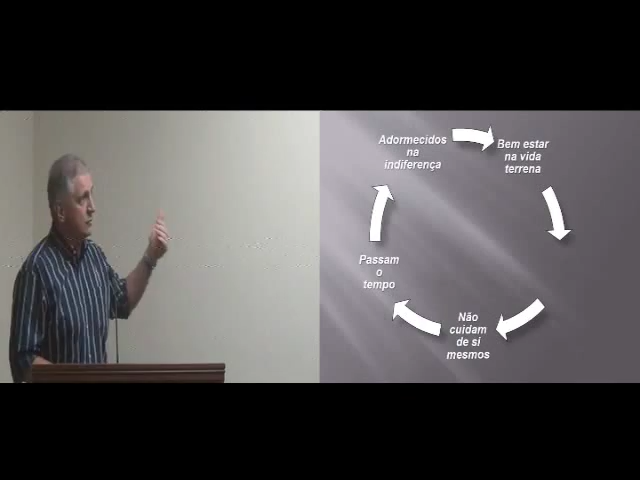 Adormecidos
na
indiferença
Bem estar
na vida
terrena
Não
cuidam
de si
mesmos
Passam
o
tempo